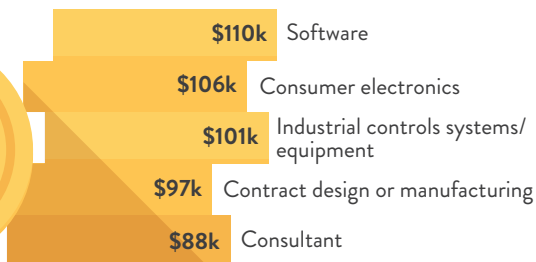 $110k Software
$106k Consumer electronics
$101k Industrial controls systems/
equipment
$97k Contract design or manufacturing
$88k Consultant